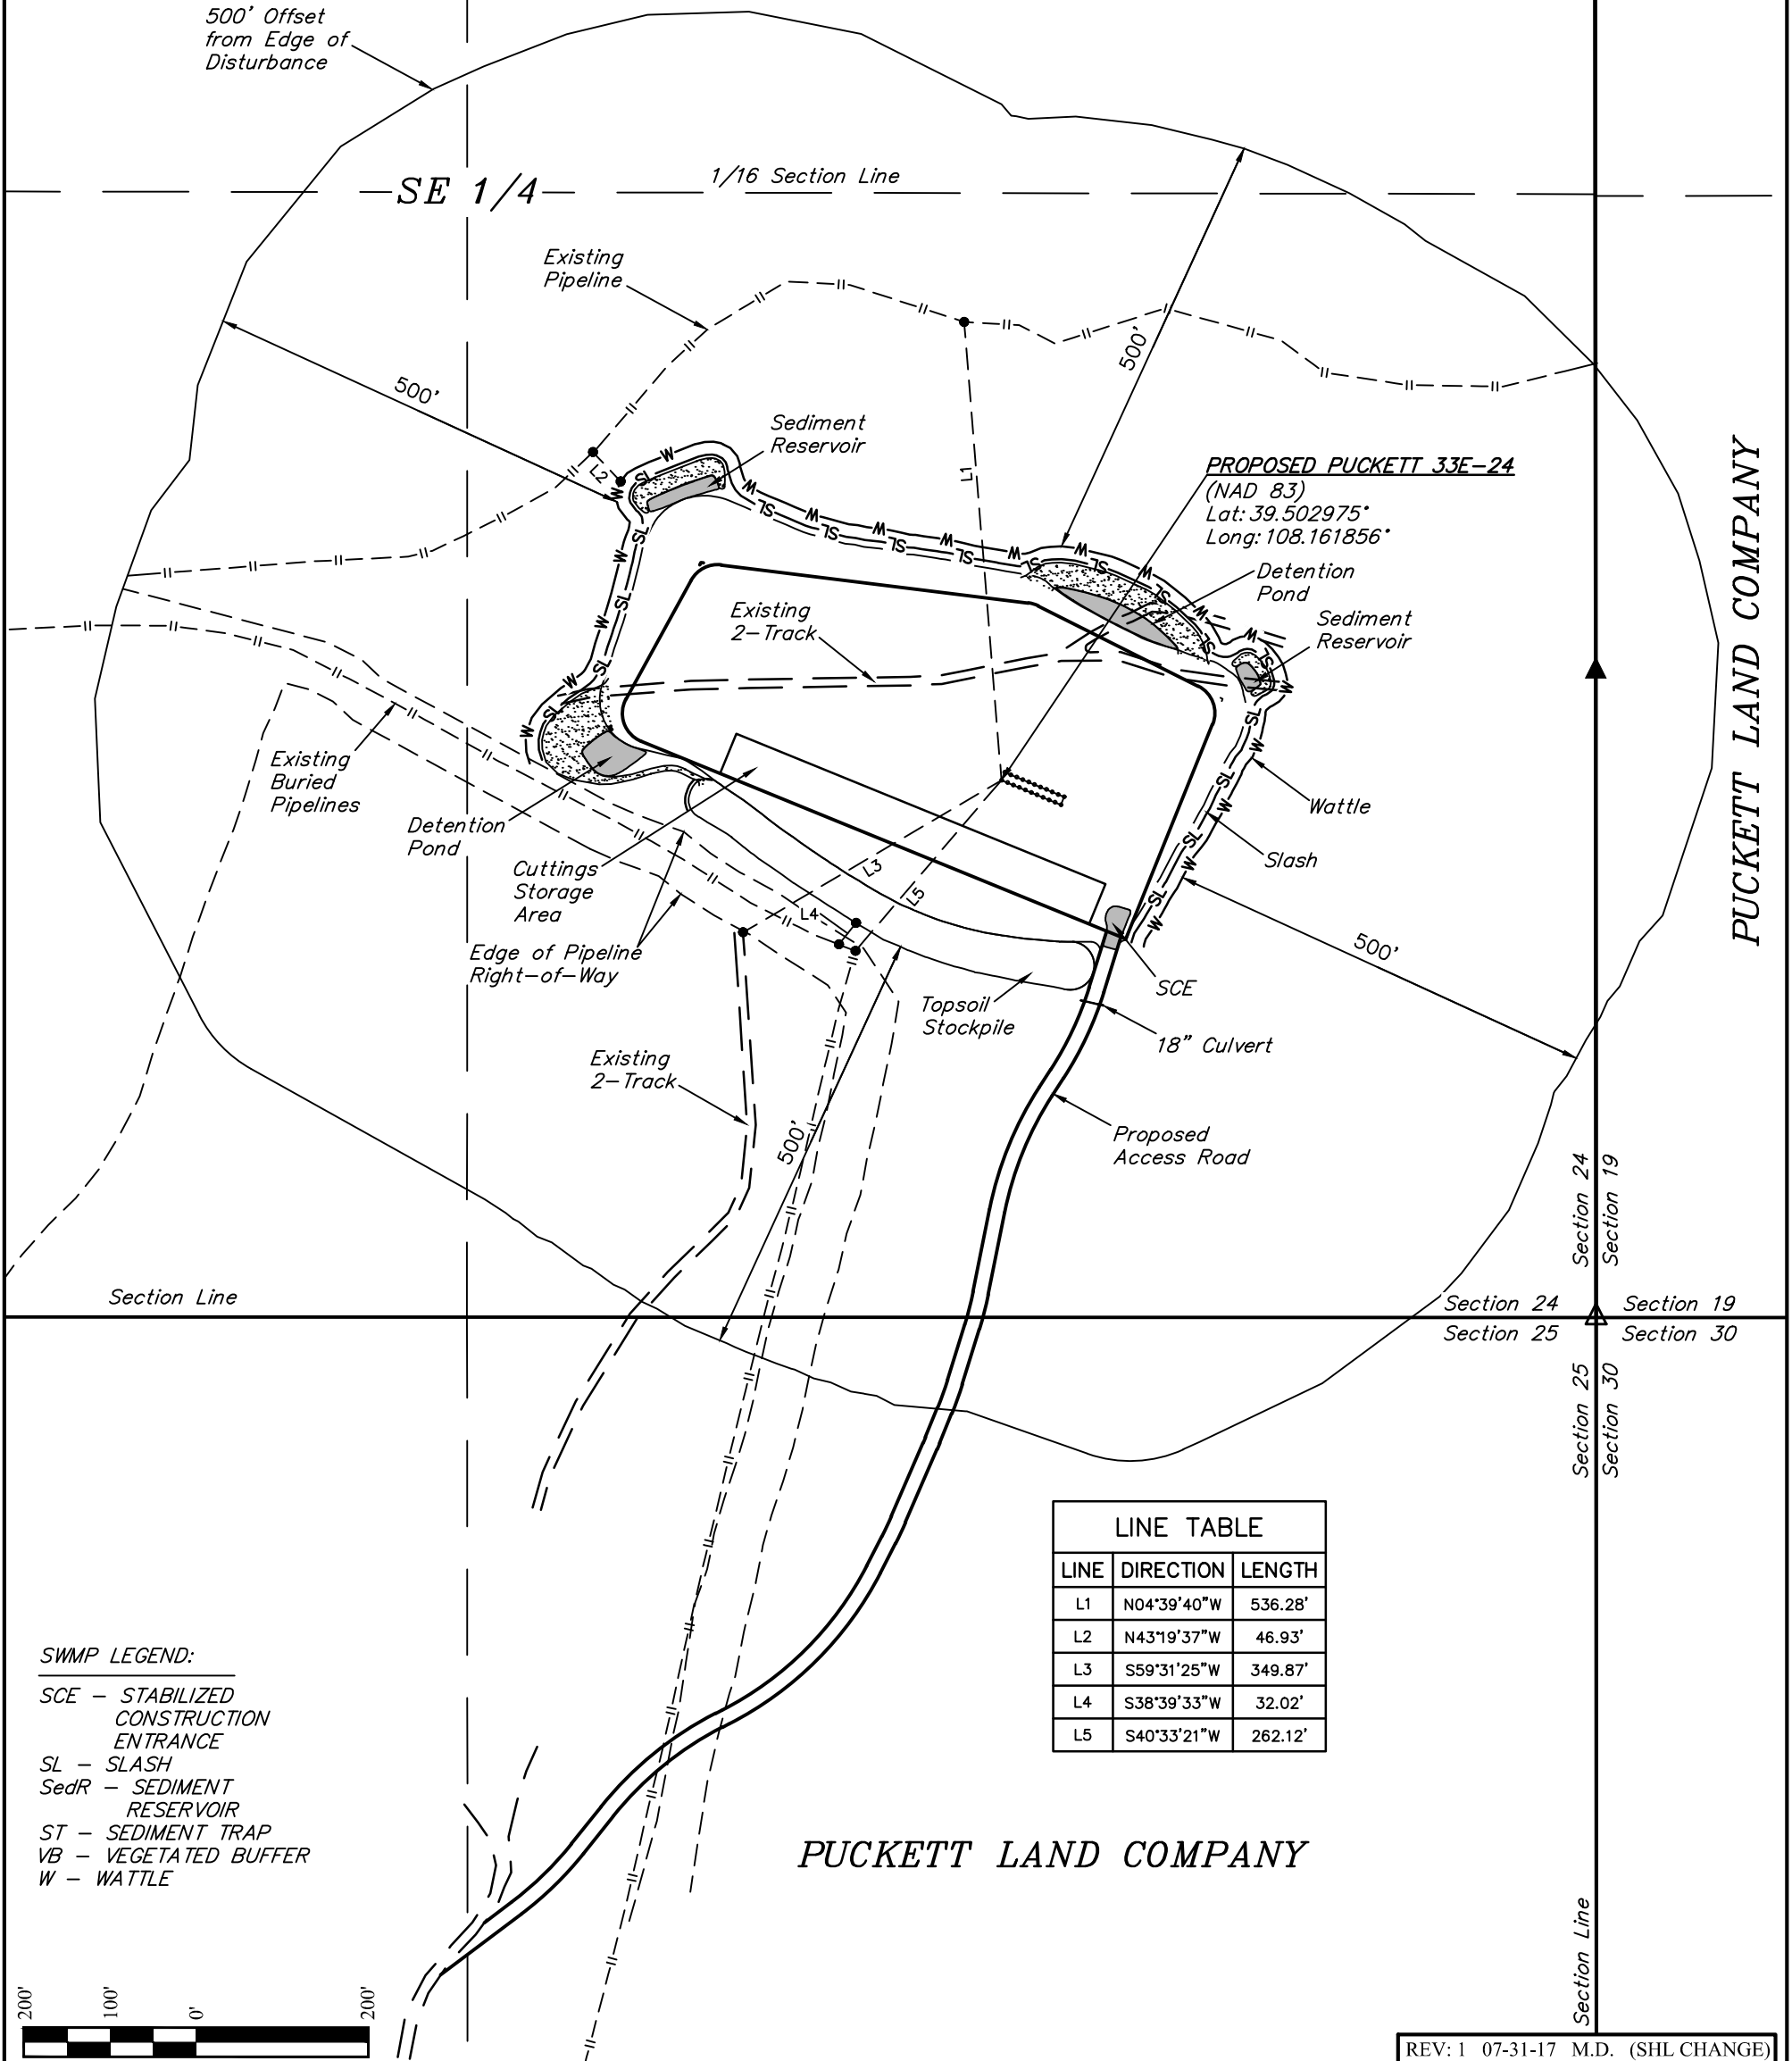 500' Offset
from Edge of
Disturbance
SE 1/4
1/16 Section Line
Existing
Pipeline
500'
500'
L2
L1
Sediment
Reservoir
PROPOSED PUCKETT 33E-24
(NAD 83)
Lat: 39.502975°
Long: 108.161856°
Detention
Pond
Sediment
Reservoir
PUCKETT LAND COMPANY
Existing
2-Track
Existing
Buried
Pipelines
Detention
Pond
Cuttings
Storage
Area
Edge of Pipeline
Right-of-Way
L3
L4
L5
Wattle
Slash
500'
SCE
Topsoil
Stockpile
18" Culvert
Existing
2-Track
500'
Proposed
Access Road
Section 24
Section 19
Section Line
Section 24
Section 19
Section 25
Section 30
Section 25
Section 30
LINE TABLE
LINE DIRECTION LENGTH
L1 N04°39'40"W 536.28'
L2 N43°19'37"W 46.93'
L3 S59°31'25"W 349.87'
L4 S38°39'33"W 32.02'
L5 S40°33'21"W 262.12'
SWMP LEGEND:
SCE - STABILIZED
CONSTRUCTION
ENTRANCE
SL - SLASH
SedR - SEDIMENT
RESERVOIR
ST - SEDIMENT TRAP
VB - VEGETATED BUFFER
W - WATTLE
PUCKETT LAND COMPANY
Section Line
200'
100'
0'
200'
REV: 1 07-31-17 M.D. (SHL CHANGE)